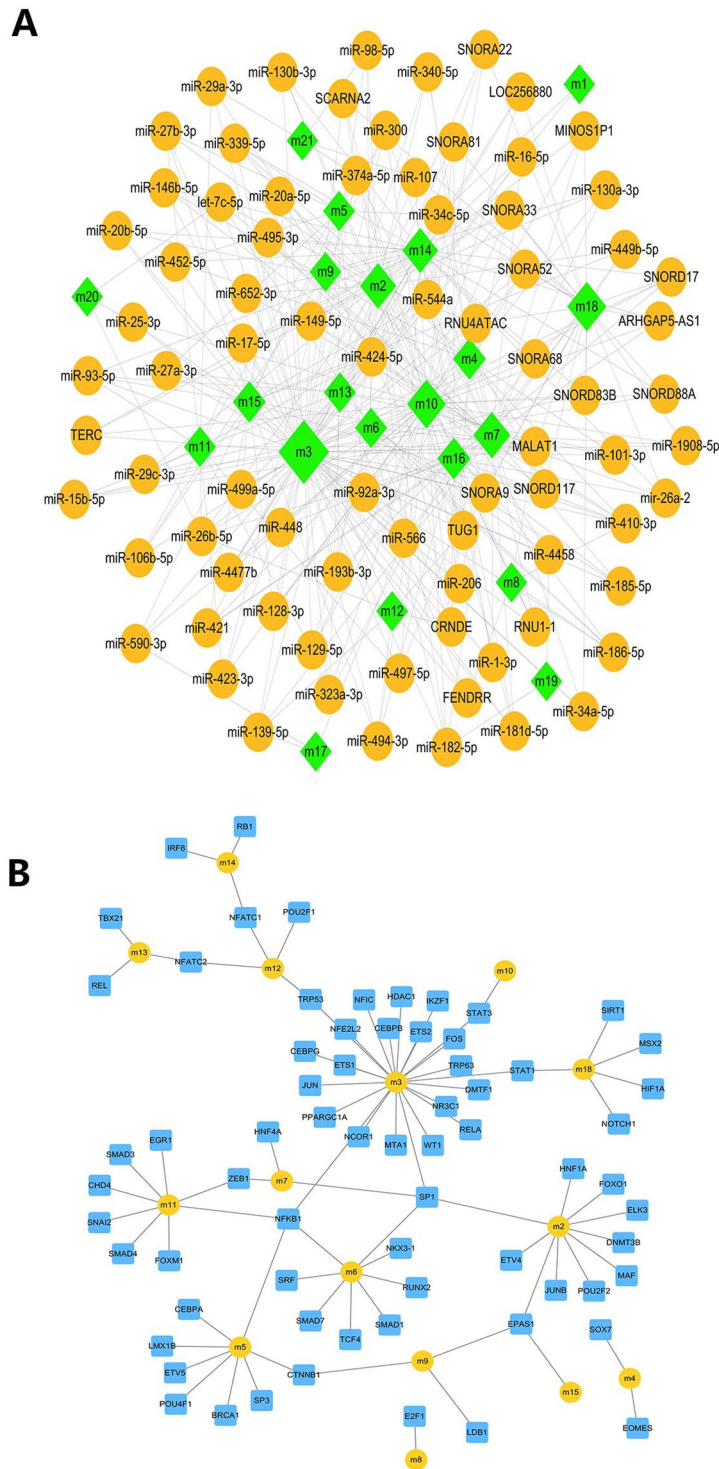 A
miR-98-5p
SNORA22
miR-130b-3p
miR-340-5p
miR-29a-3p
LOC256880
m1
SCARNA2
miR-300
SNORA81
MINOS1P1
miR-27b-3p
miR-339-5p
m21
miR-16-5p
miR-374a-5p
miR-107
miR-146b-5p
let-7c-5p
miR-20a-5p
miR-130a-3p
m5
miR-34c-5p
SNORA33
miR-20b-5p
miR-495-3p
m14
miR-449b-5p
miR-452-5p
m9
SNORA52
SNORD17
m20
miR-652-3p
m2
miR-544a
m18
miR-25-3p
miR-149-5p
RNU4ATAC
ARHGAP5-AS1
miR-17-5p
miR-424-5p
m4
SNORA68
miR-93-5p
miR-27a-3p
SNORD83B
SNORD88A
m15
m13
m10
TERC
m11
m6
m7
m3
m16
MALAT1
miR-101-3p
miR-1908-5p
miR-29c-3p
miR-15b-5p
miR-499a-5p
miR-92a-3p
SNORA9
SNORD117
mir-26a-2
miR-448
miR-410-3p
miR-26b-5p
miR-566
TUG1
miR-106b-5p
miR-4458
miR-4477b
miR-193b-3p
miR-206
m8
miR-185-5p
miR-128-3p
m12
miR-590-3p
miR-421
CRNDE
RNU1-1
miR-129-5p
miR-186-5p
miR-423-3p
miR-497-5p
miR-1-3p
m19
miR-323a-3p
FENDRR
miR-34a-5p
miR-139-5p
miR-494-3p
miR-182-5p
miR-181d-5p
m17
B
RB1
IRF8
m14
TBX21
NFATC1
POU2F1
m13
NFATC2
m12
m10
REL
TRP53
NFIC
HDAC1
IKZF1
STAT3
SIRT1
NFE2L2
CEBPB
ETS2
FOS
MSX2
CEBPG
ETS1
TRP63
STAT1
m18
JUN
m3
DMTF1
HIF1A
PPARGC1A
NR3C1
NOTCH1
HNF4A
NCOR1
MTA1
WT1
RELA
EGR1
SMAD3
HNF1A
CHD4
ZEB1
m7
FOXO1
m11
SP1
ELK3
SNAI2
NFKB1
m2
DNMT3B
SMAD4
FOXM1
NKX3-1
ETV4
MAF
SRF
m6
RUNX2
JUNB
POU2F2
CEBPA
SMAD7
SMAD1
EPAS1
SOX7
TCF4
LMX1B
m5
m9
ETV5
CTNNB1
m4
POU4F1
SP3
m15
BRCA1
E2F1
LDB1
EOMES
m8